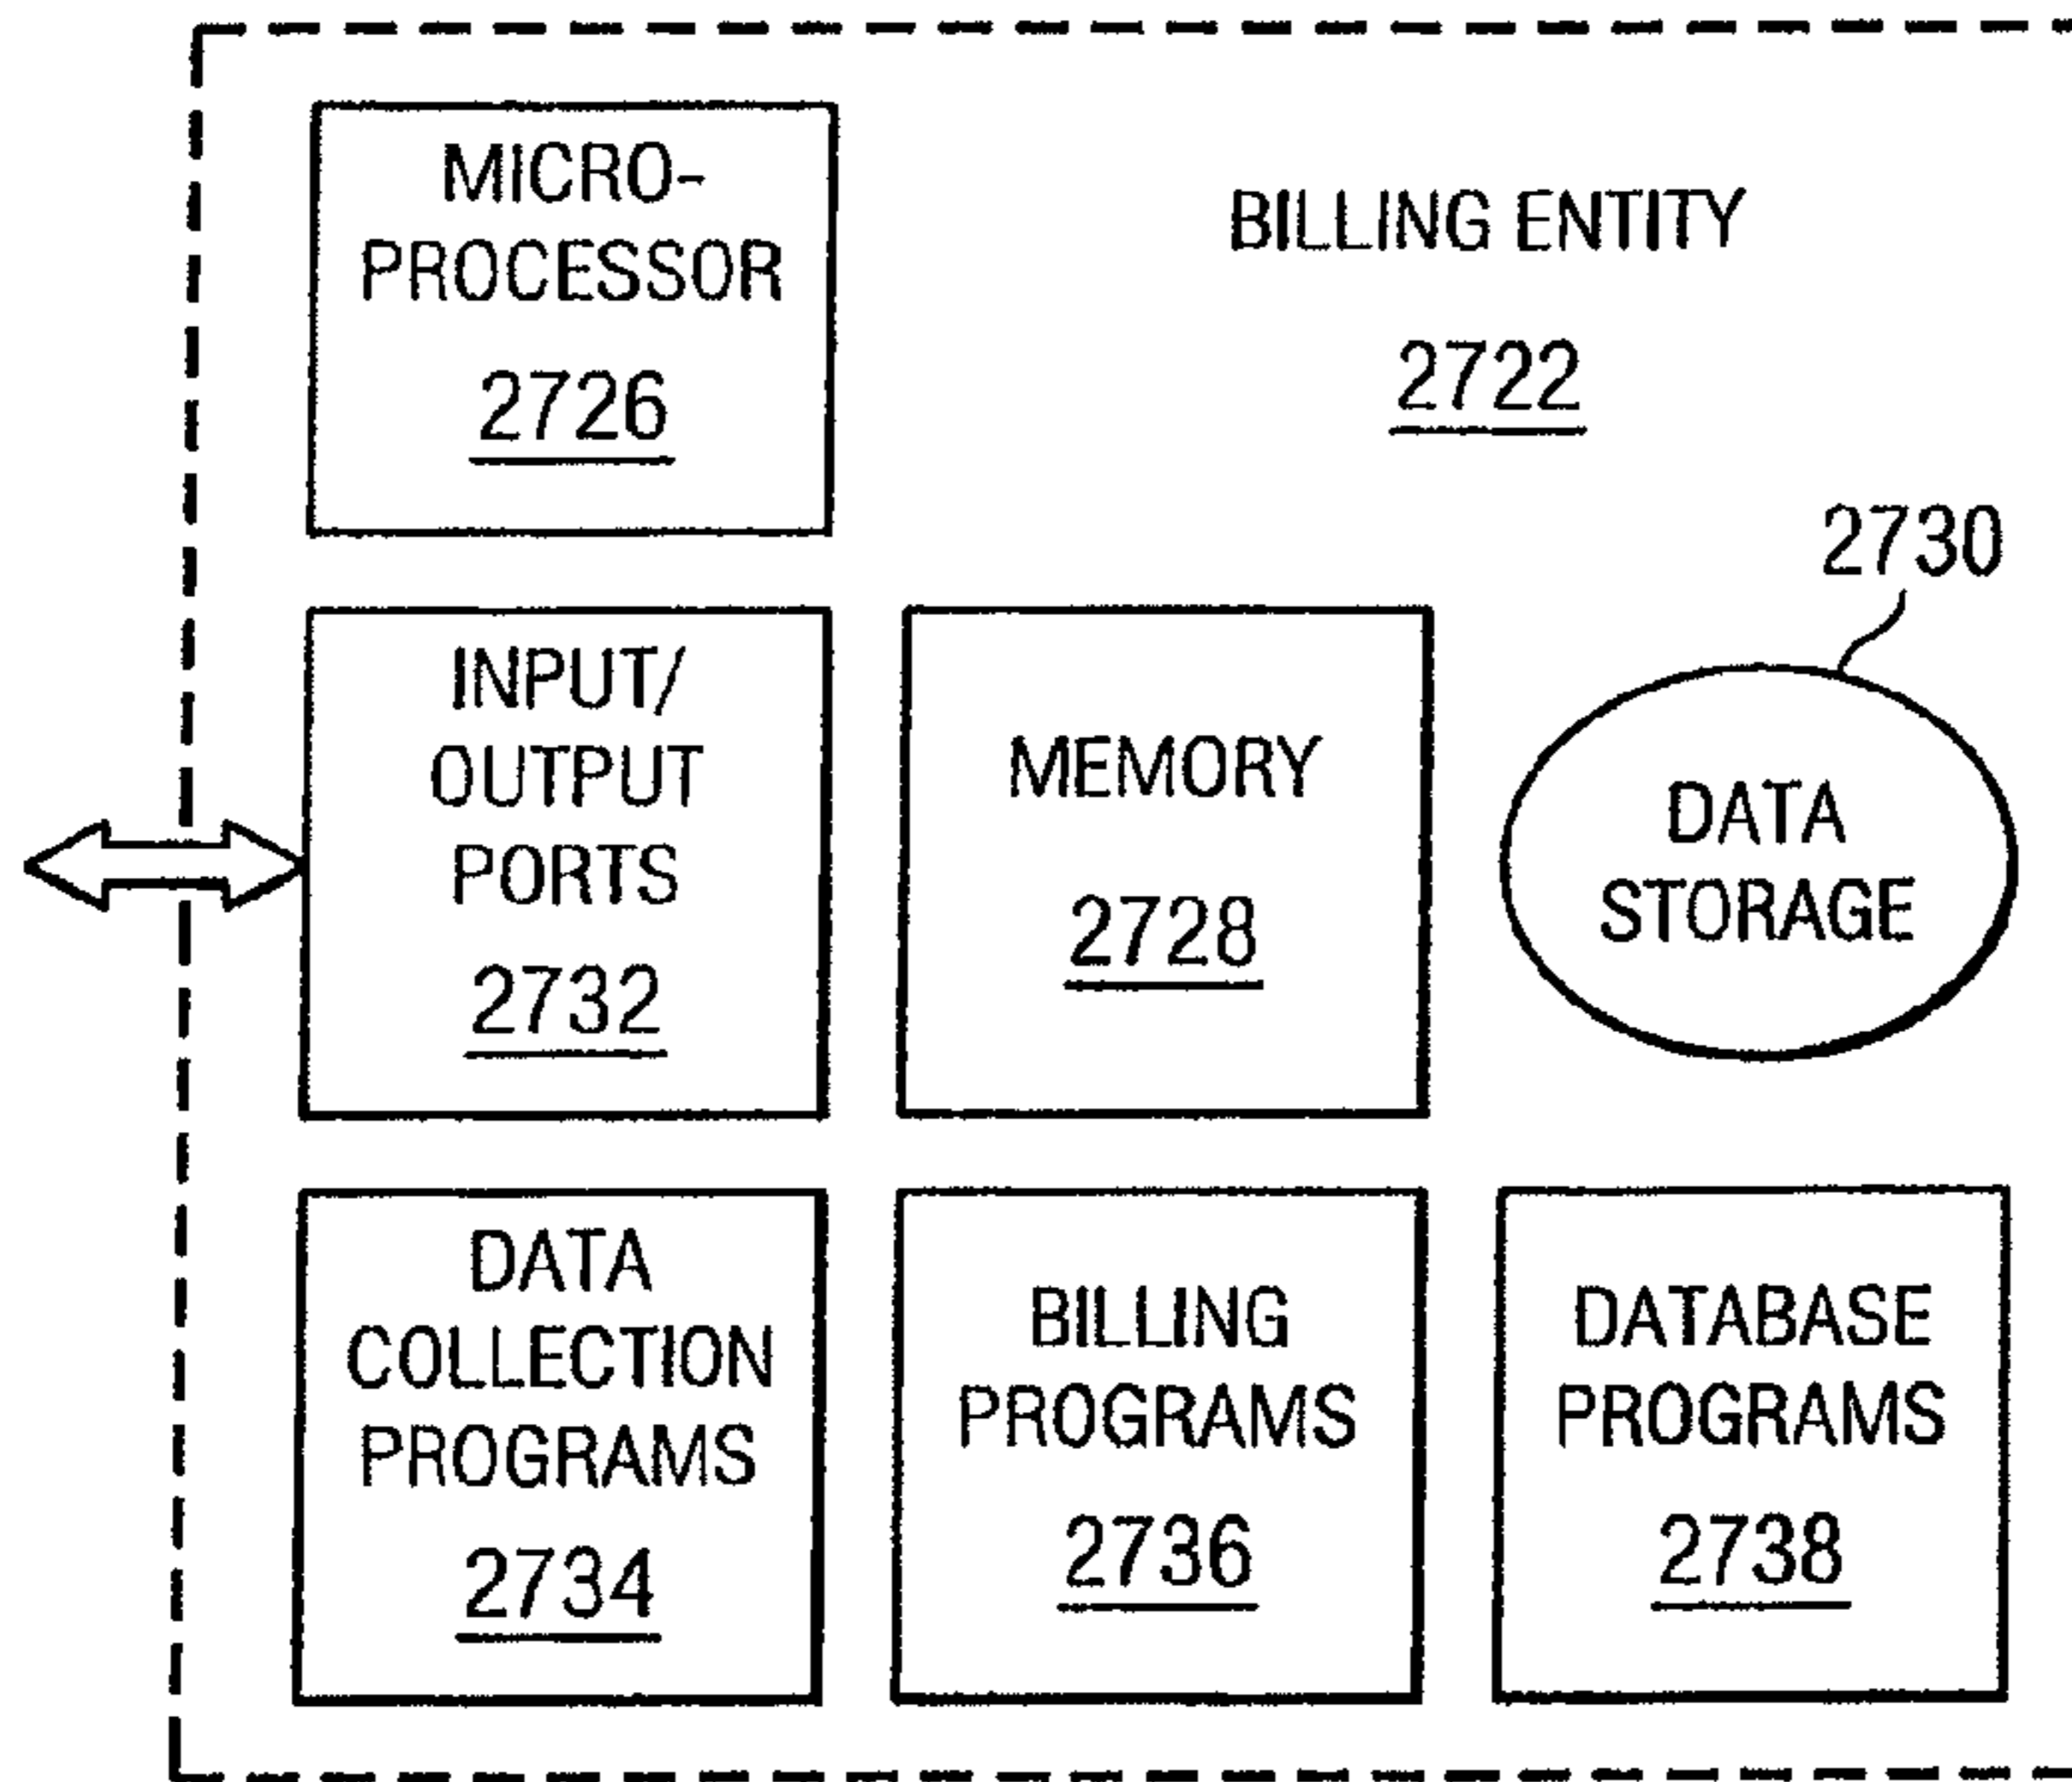 MICRO-
PROCESSOR
2726
BILLING ENTITY
2722
2730
INPUT/
OUTPUT
PORTS
2732
MEMORY
2728
DATA
STORAGE
DATA
COLLECTION
PROGRAMS
2734
BILLING
PROGRAMS
2736
DATABASE
PROGRAMS
2738